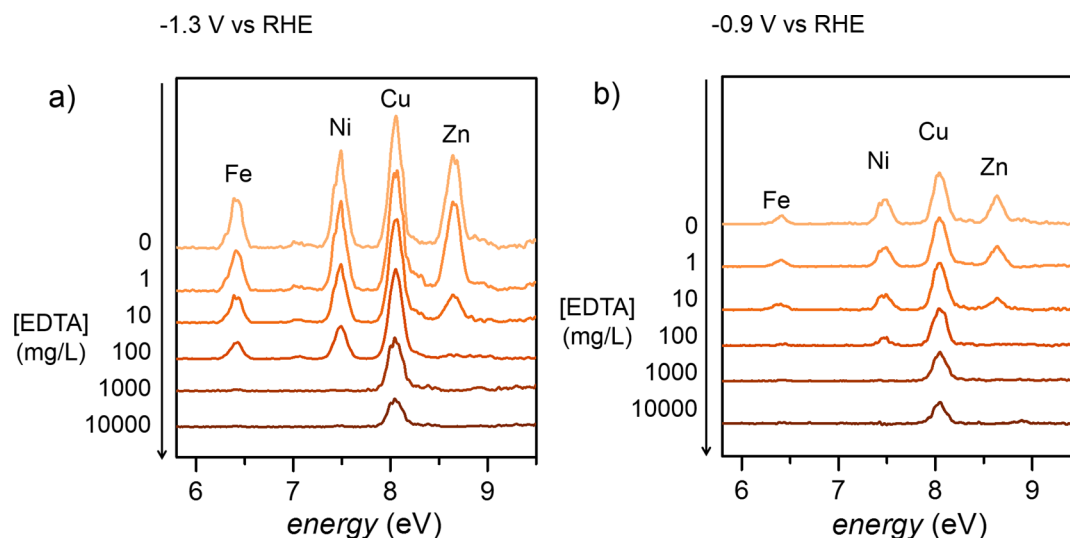 -1.3 V vs RHE
a)
Fe
Ni
Cu
Zn
0
1
10
100
1000
10000
[EDTA]
(mg/L)
6
7
8
9
energy (eV)
-0.9 V vs RHE
b)
Fe
Ni
Cu
Zn
0
1
10
100
1000
10000
[EDTA]
(mg/L)
6
7
8
9
energy (eV)